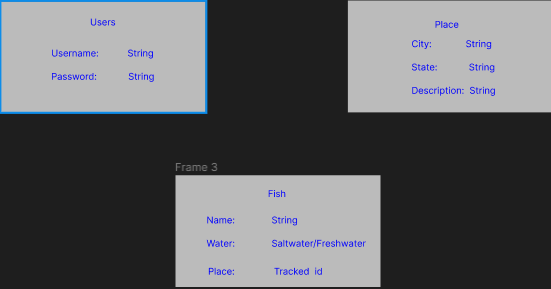 Users
Username: String
Password: String
Place
City: String
State: String
Description: String
Frame 3
Fish
Name: String
Water: Saltwater/Freshwater
Place: Tracked id